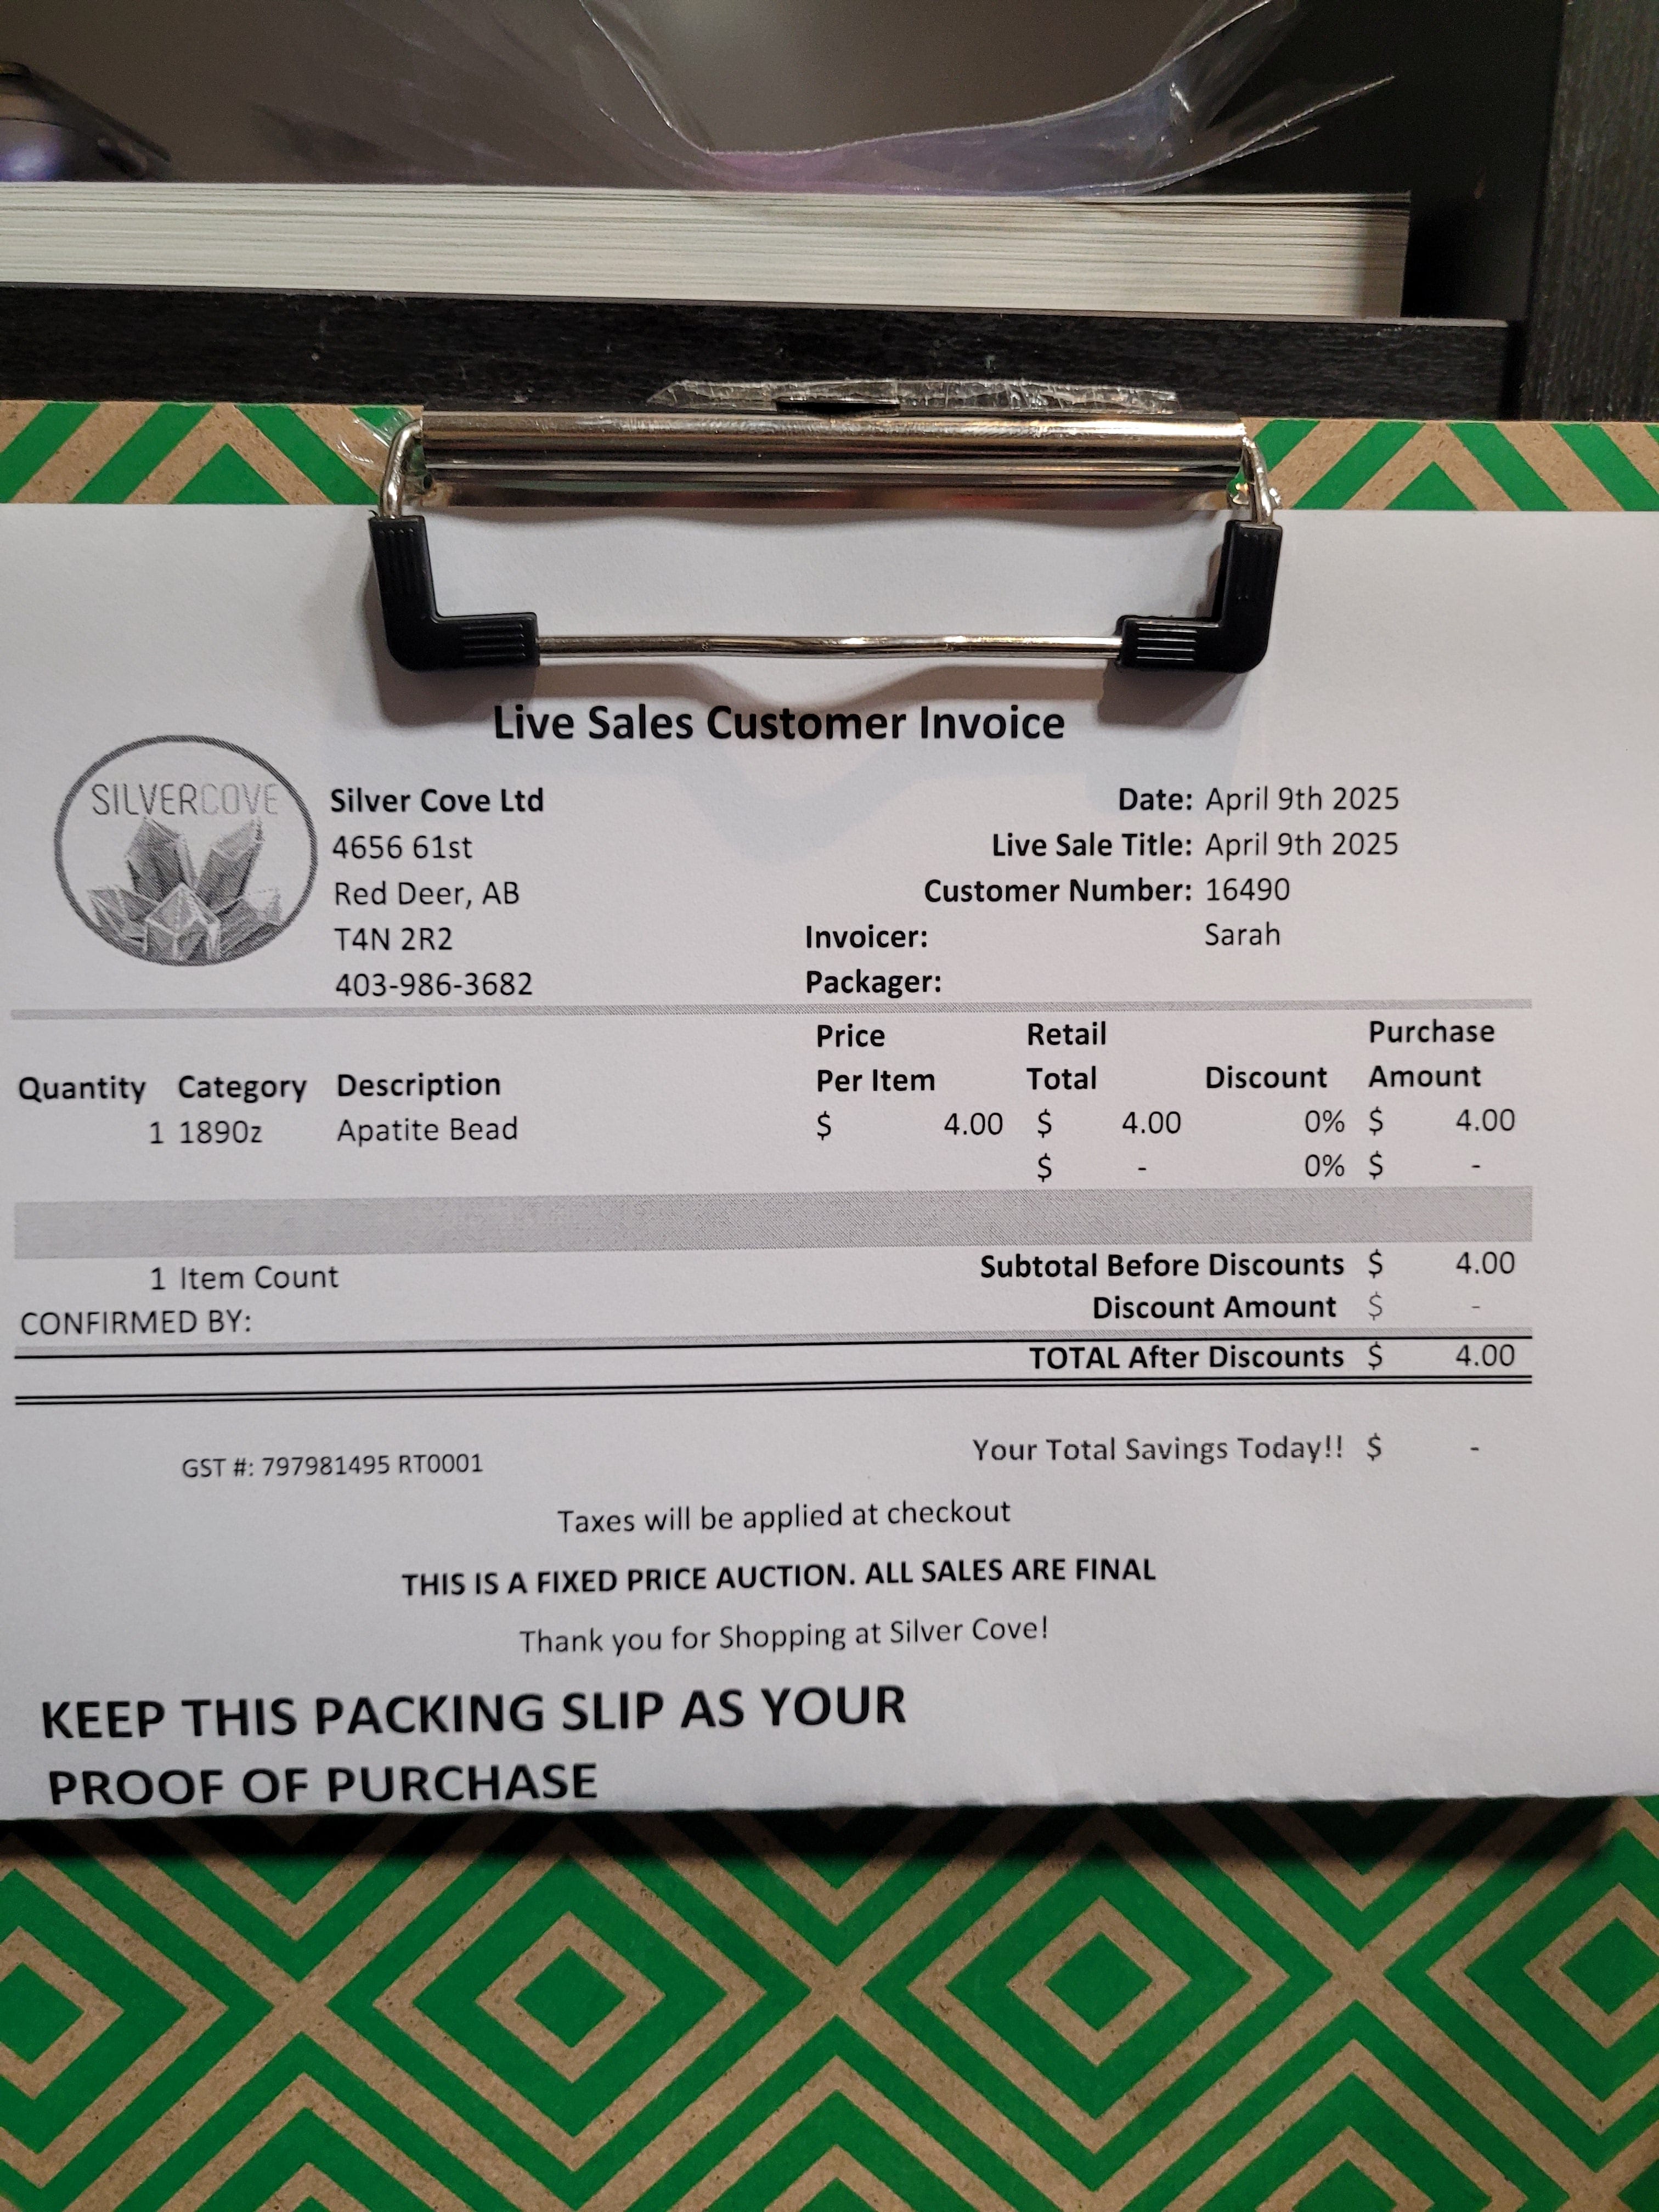 Live Sales Customer Invoice
SILVERCOVE
Silver Cove Ltd
4656 61st
Red Deer, AB
T4N 2R2
403-986-3682
Date: April 9th 2025
Live Sale Title: April 9th 2025
Customer Number: 16490
Invoicer: Sarah
Packager:
Quantity Category Description Price Per Item Retail Total Discount Purchase Amount
1 1890z Apatite Bead $ 4.00 $ 4.00 0% $ 4.00
$ - 0% $ -
1 Item Count Subtotal Before Discounts $ 4.00
CONFIRMED BY: Discount Amount $ -
TOTAL After Discounts $ 4.00
GST #: 797981495 RT0001 Your Total Savings Today!! $ -
Taxes will be applied at checkout
THIS IS A FIXED PRICE AUCTION. ALL SALES ARE FINAL
Thank you for Shopping at Silver Cove!
KEEP THIS PACKING SLIP AS YOUR
PROOF OF PURCHASE